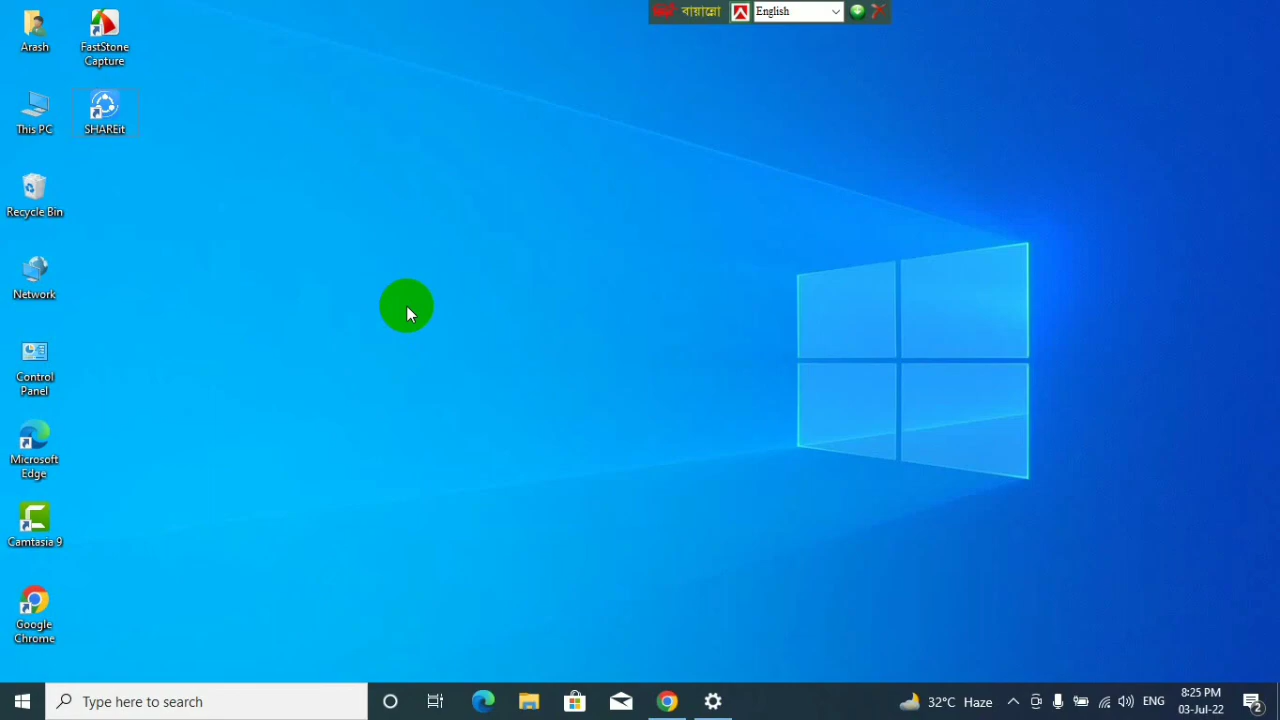 বায়ান্নো
English
Arash
FastStone
Capture
This PC
SHAREit
Recycle Bin
Network
Control
Panel
Microsoft
Edge
Camtasia 9
Google
Chrome
Type here to search
32°C Haze
ENG
8:25 PM
03-Jul-22
2